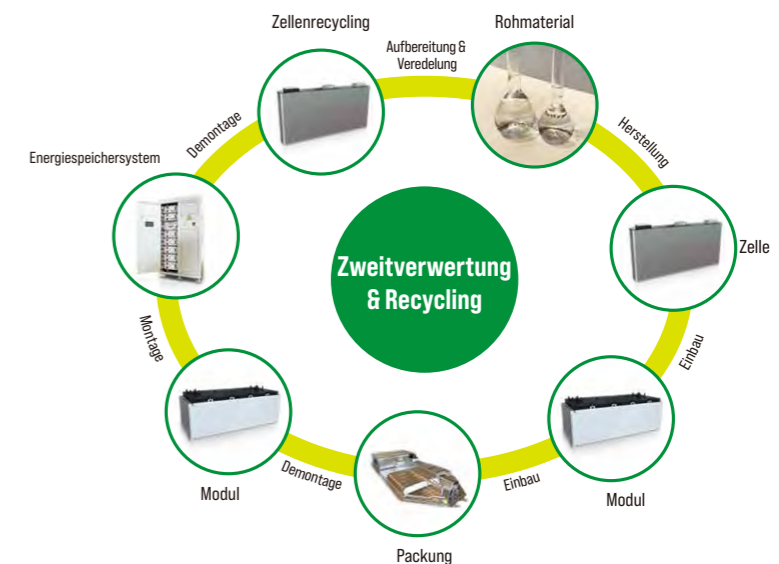 Zellenrecycling
Rohmaterial
Aufbereitung &
Veredelung
Demontage
Herstellung
Energiespeichersystem
Zelle
Zweitverwertung
& Recycling
Montage
Einbau
Demontage
Einbau
Modul
Modul
Packung